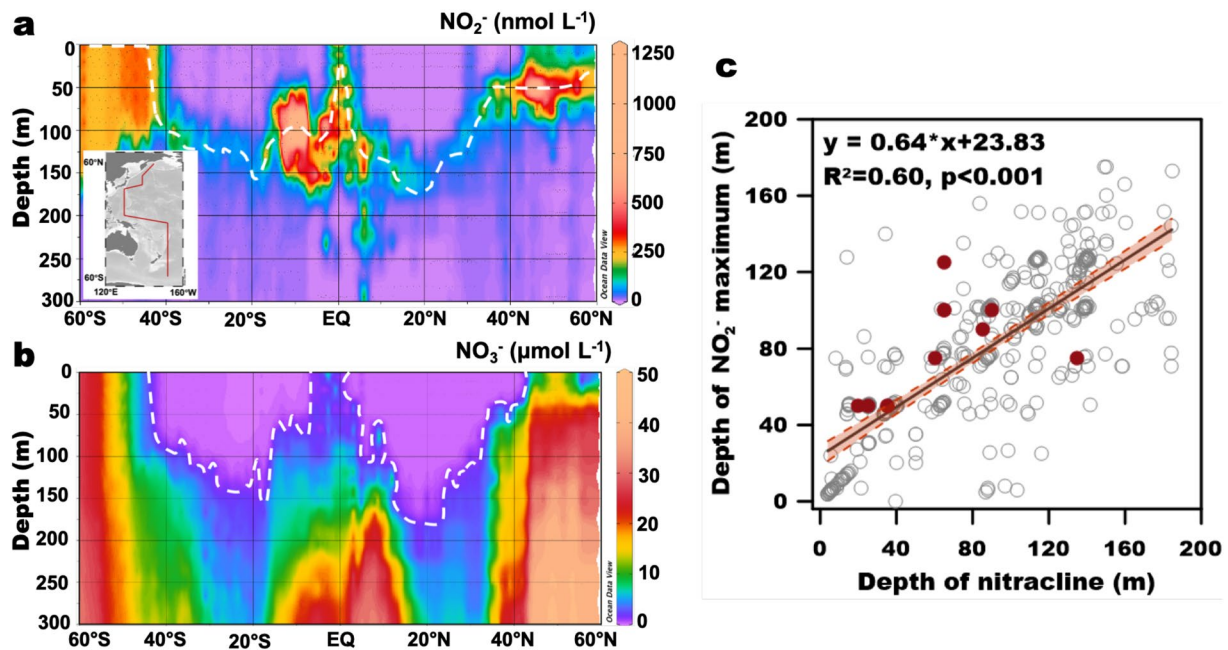 a
NO₂⁻ (nmol L⁻¹)
0
50
100
150
200
250
300
Depth (m)
60°N
60°S
120°E
160°W
60°S
40°S
20°S
EQ
20°N
40°N
60°N
Ocean Data View
1250
1000
750
500
250
0
b
NO₃⁻ (µmol L⁻¹)
0
50
100
150
200
250
300
Depth (m)
60°S
40°S
20°S
EQ
20°N
40°N
60°N
Ocean Data View
50
40
30
20
10
0
c
y = 0.64*x+23.83
R²=0.60, p<0.001
200
160
120
80
40
0
Depth of NO₂⁻ maximum (m)
0
40
80
120
160
200
Depth of nitracline (m)